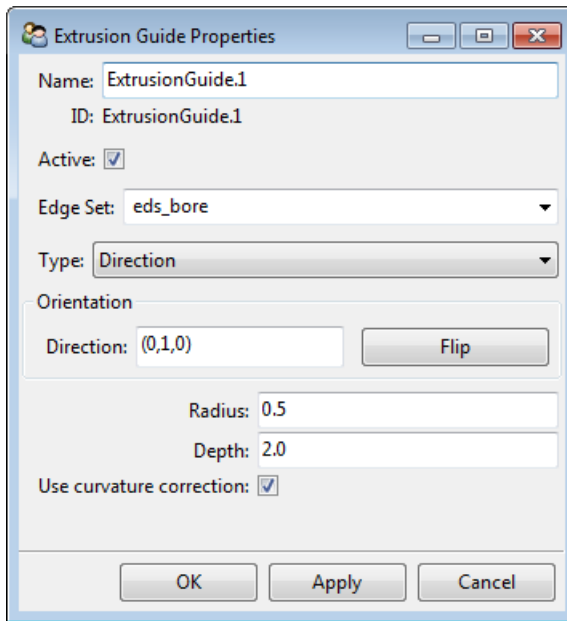 Extrusion Guide Properties
Name: ExtrusionGuide.1
ID: ExtrusionGuide.1
Active:
Edge Set: eds_bore
Type: Direction
Orientation
Direction: (0,1,0) Flip
Radius: 0.5
Depth: 2.0
Use curvature correction:
OK Apply Cancel